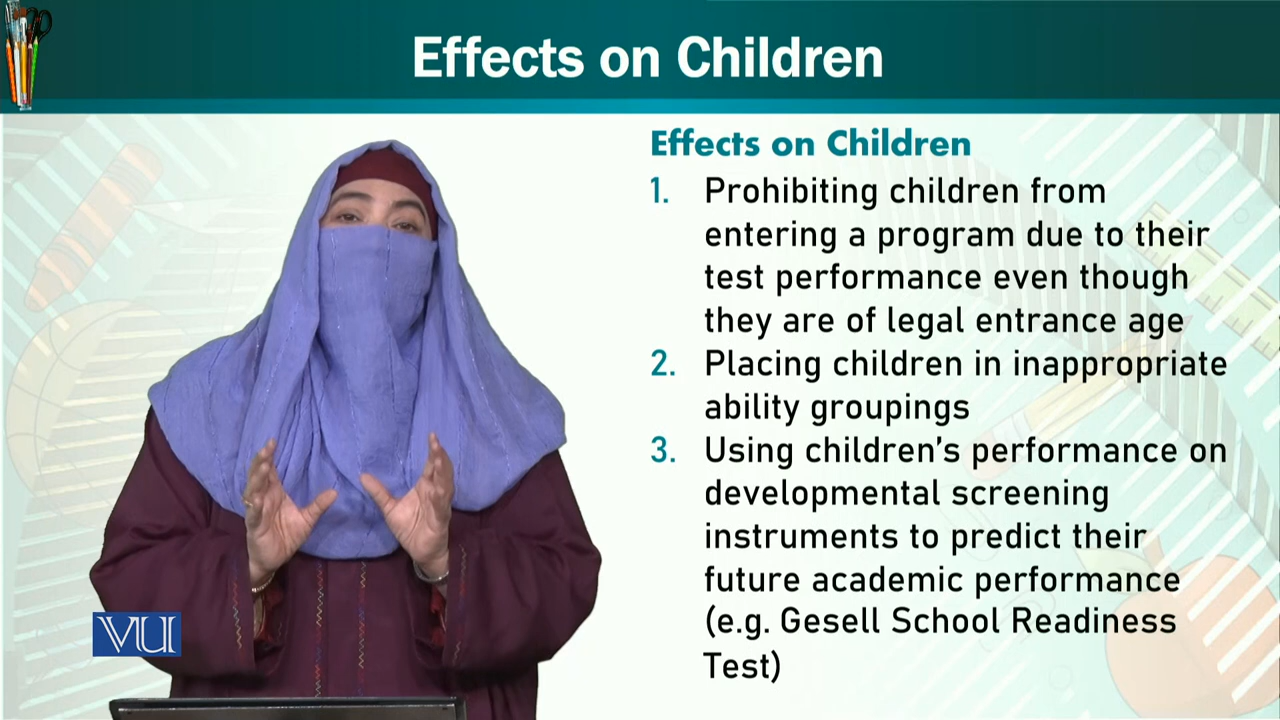 Effects on Children
Effects on Children
1. Prohibiting children from
entering a program due to their
test performance even though
they are of legal entrance age
2. Placing children in inappropriate
ability groupings
3. Using children’s performance on
developmental screening
instruments to predict their
future academic performance
(e.g. Gesell School Readiness
Test)
VU